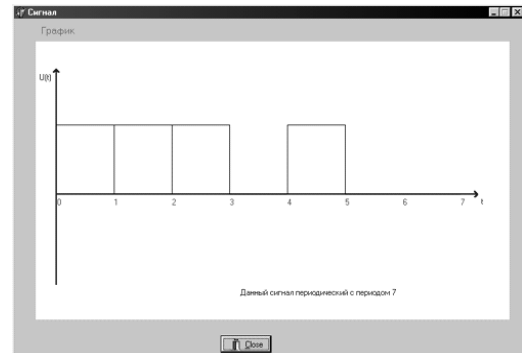 Сигнал
График
U(t)
0 1 2 3 4 5 6 7 t
Данный сигнал периодический с периодом 7
Close